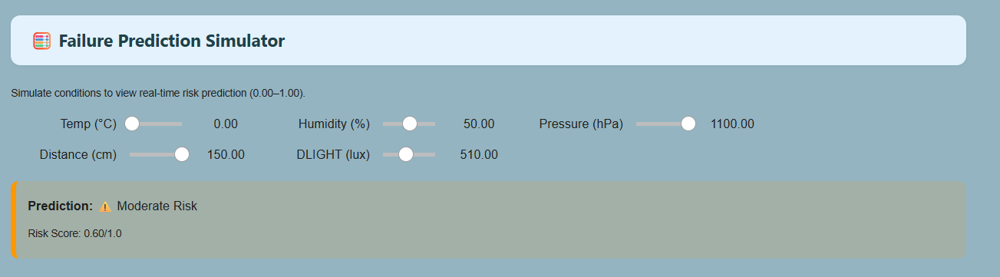 Failure Prediction Simulator
Simulate conditions to view real-time risk prediction (0.00–1.00).
Temp (°C) 0.00 Humidity (%) 50.00 Pressure (hPa) 1100.00
Distance (cm) 150.00 DLIGHT (lux) 510.00
Prediction: ⚠️ Moderate Risk
Risk Score: 0.60/1.0